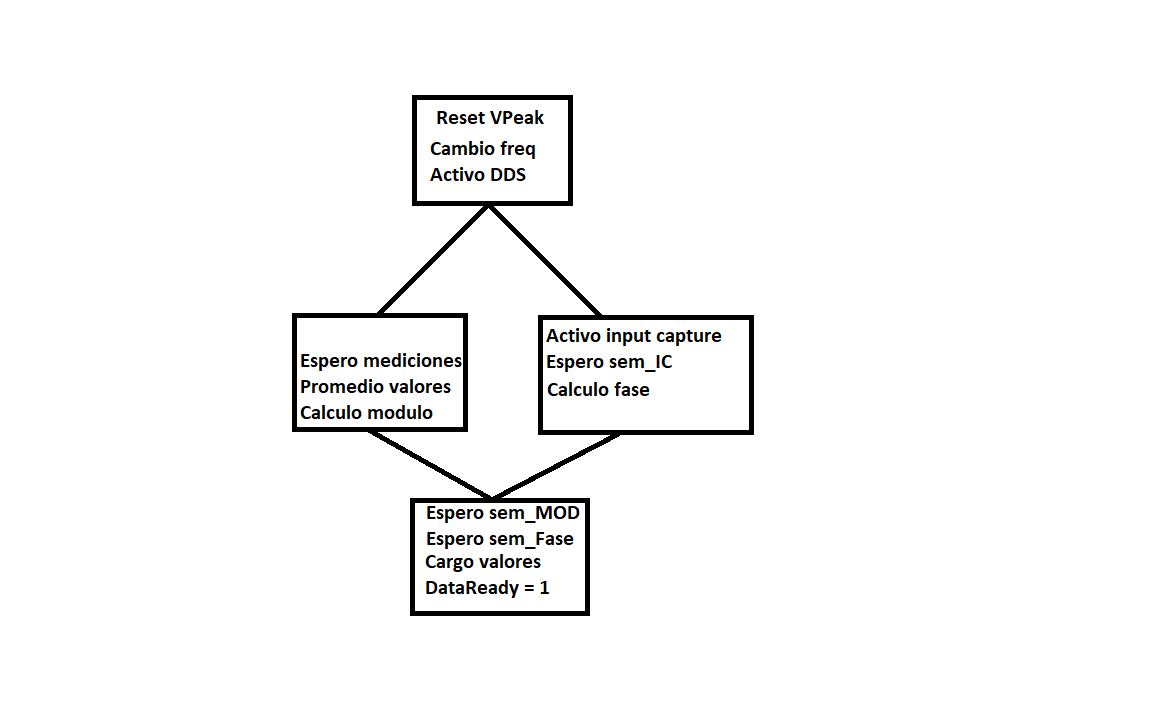 Reset VPeak
Cambio freq
Activo DDS
Espero mediciones
Promedio valores
Calculo modulo
Activo input capture
Espero sem_IC
Calculo fase
Espero sem_MOD
Espero sem_Fase
Cargo valores
DataReady = 1